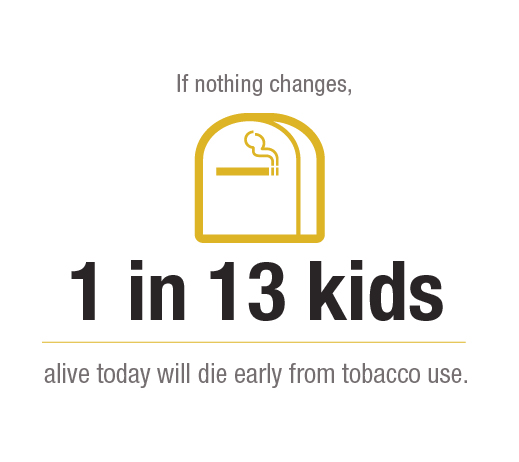 If nothing changes,
1 in 13 kids
alive today will die early from tobacco use.